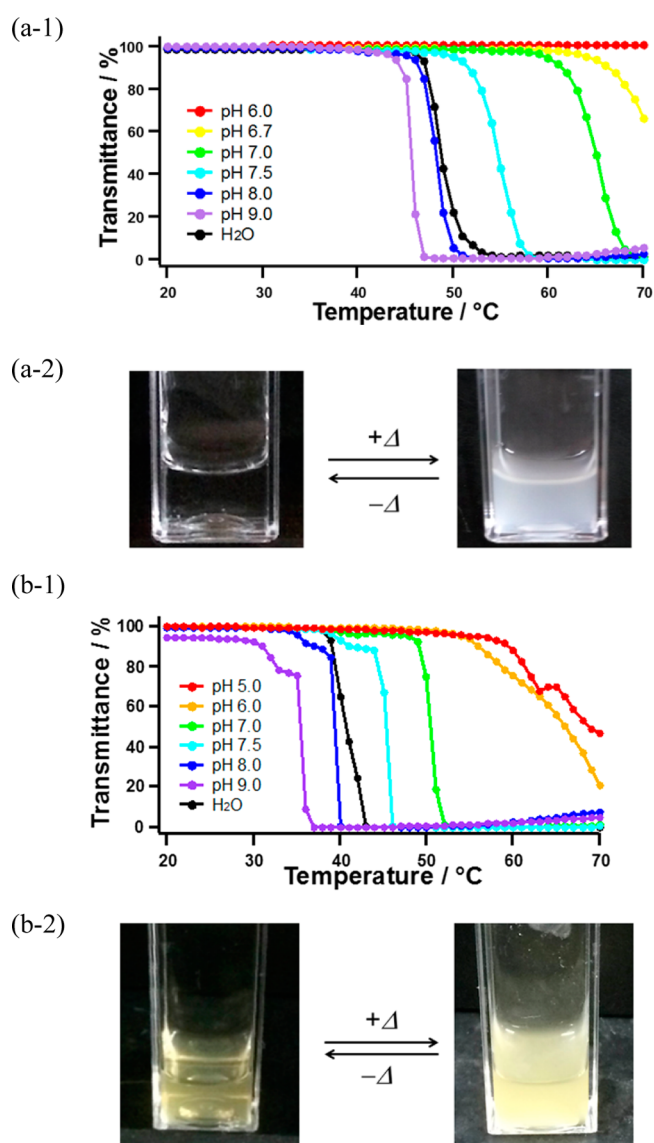 (a-1)
Transmittance / %
100
80
60
40
20
0
pH 6.0
pH 6.7
pH 7.0
pH 7.5
pH 8.0
pH 9.0
H2O
20 30 40 50 60 70
Temperature / °C
(a-2)
+Δ
−Δ
(b-1)
Transmittance / %
100
80
60
40
20
0
pH 5.0
pH 6.0
pH 7.0
pH 7.5
pH 8.0
pH 9.0
H2O
20 30 40 50 60 70
Temperature / °C
(b-2)
+Δ
−Δ